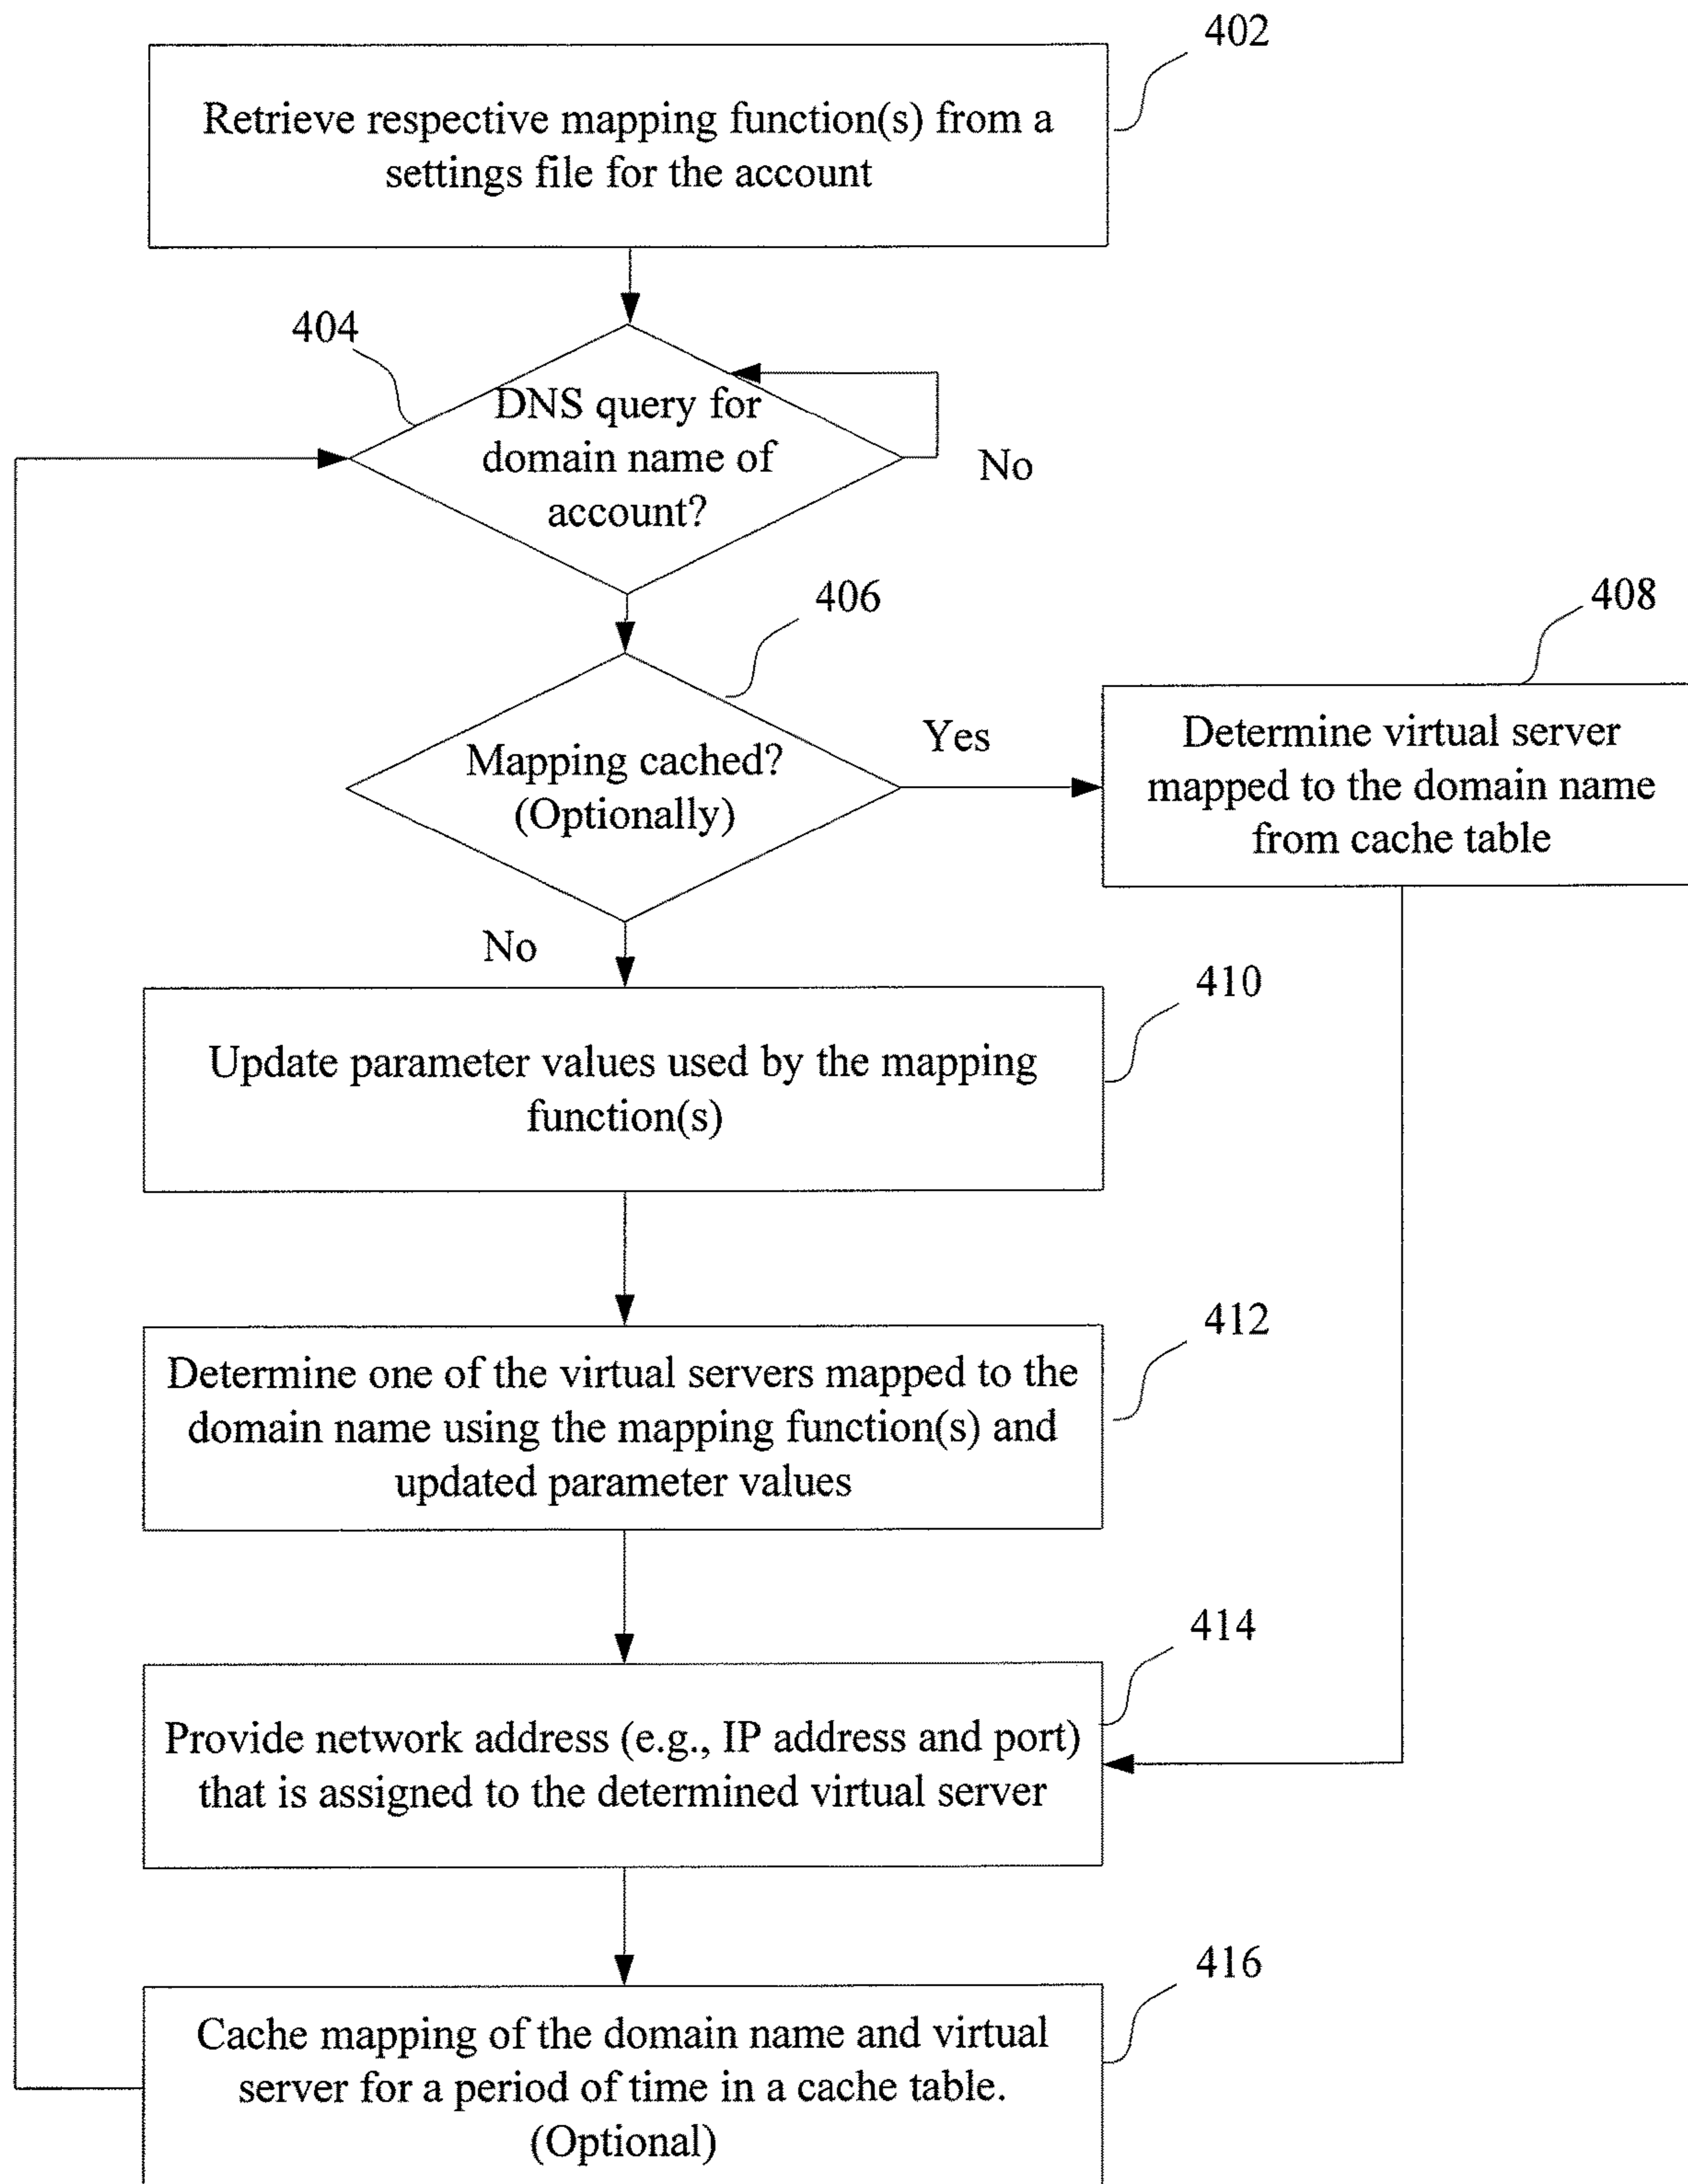 402
Retrieve respective mapping function(s) from a
settings file for the account
404
DNS query for
domain name of
account?
No
406
408
Mapping cached?
(Optionally)
Yes
Determine virtual server
mapped to the domain name
from cache table
No
410
Update parameter values used by the mapping
function(s)
412
Determine one of the virtual servers mapped to the
domain name using the mapping function(s) and
updated parameter values
414
Provide network address (e.g., IP address and port)
that is assigned to the determined virtual server
416
Cache mapping of the domain name and virtual
server for a period of time in a cache table.
(Optional)